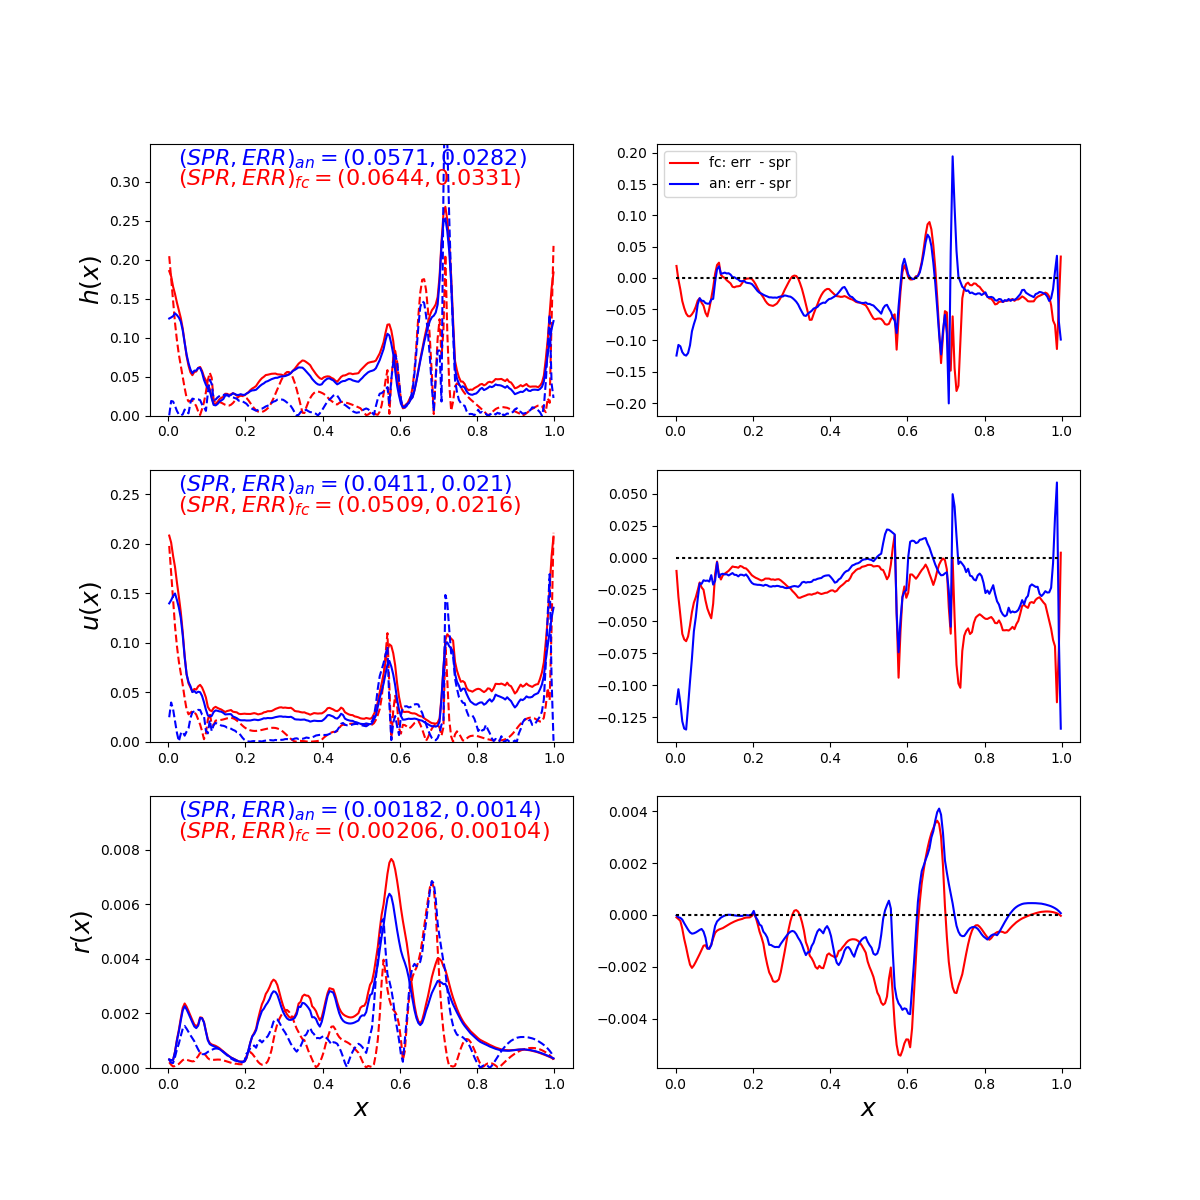 (SPR, ERR)an = (0.0571, 0.0282)
(SPR, ERR)fc = (0.0644, 0.0331)
h(x)
0.30
0.25
0.20
0.15
0.10
0.05
0.00
0.0 0.2 0.4 0.6 0.8 1.0
fc: err - spr
an: err - spr
0.20
0.15
0.10
0.05
0.00
−0.05
−0.10
−0.15
−0.20
0.0 0.2 0.4 0.6 0.8 1.0
(SPR, ERR)an = (0.0411, 0.021)
(SPR, ERR)fc = (0.0509, 0.0216)
u(x)
0.25
0.20
0.15
0.10
0.05
0.00
0.0 0.2 0.4 0.6 0.8 1.0
0.050
0.025
0.000
−0.025
−0.050
−0.075
−0.100
−0.125
0.0 0.2 0.4 0.6 0.8 1.0
(SPR, ERR)an = (0.00182, 0.0014)
(SPR, ERR)fc = (0.00206, 0.00104)
r(x)
0.008
0.006
0.004
0.002
0.000
0.0 0.2 0.4 0.6 0.8 1.0
x
0.004
0.002
0.000
−0.002
−0.004
0.0 0.2 0.4 0.6 0.8 1.0
x